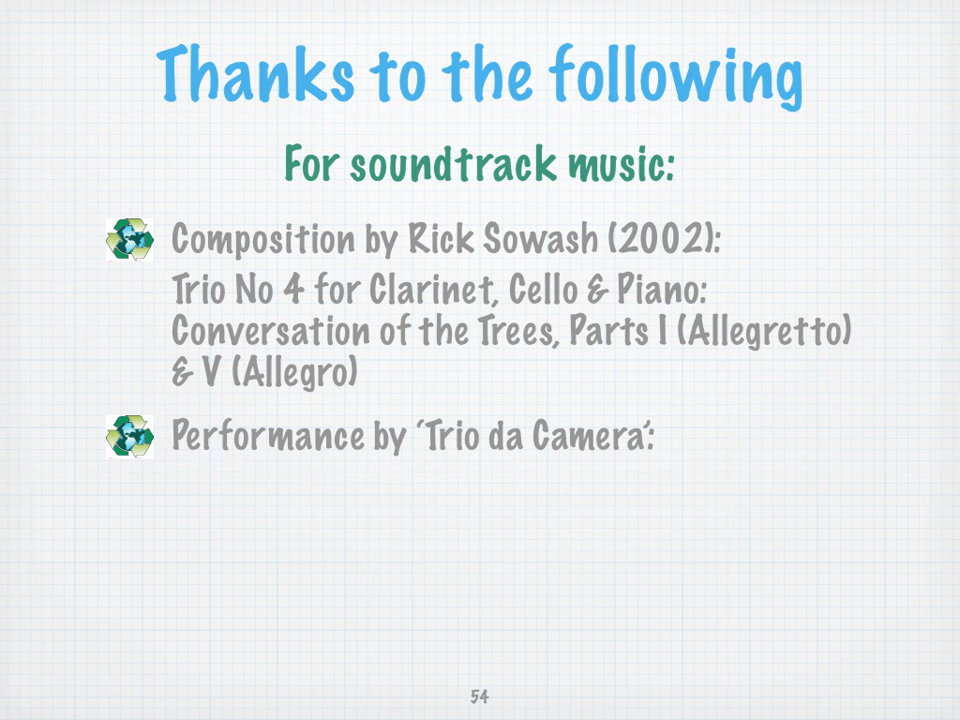 Thanks to the following
For soundtrack music:
Composition by Rick Sowash (2002):
Trio No 4 for Clarinet, Cello & Piano:
Conversation of the Trees, Parts I (Allegretto)
& V (Allegro)
Performance by ‘Trio da Camera’:
54